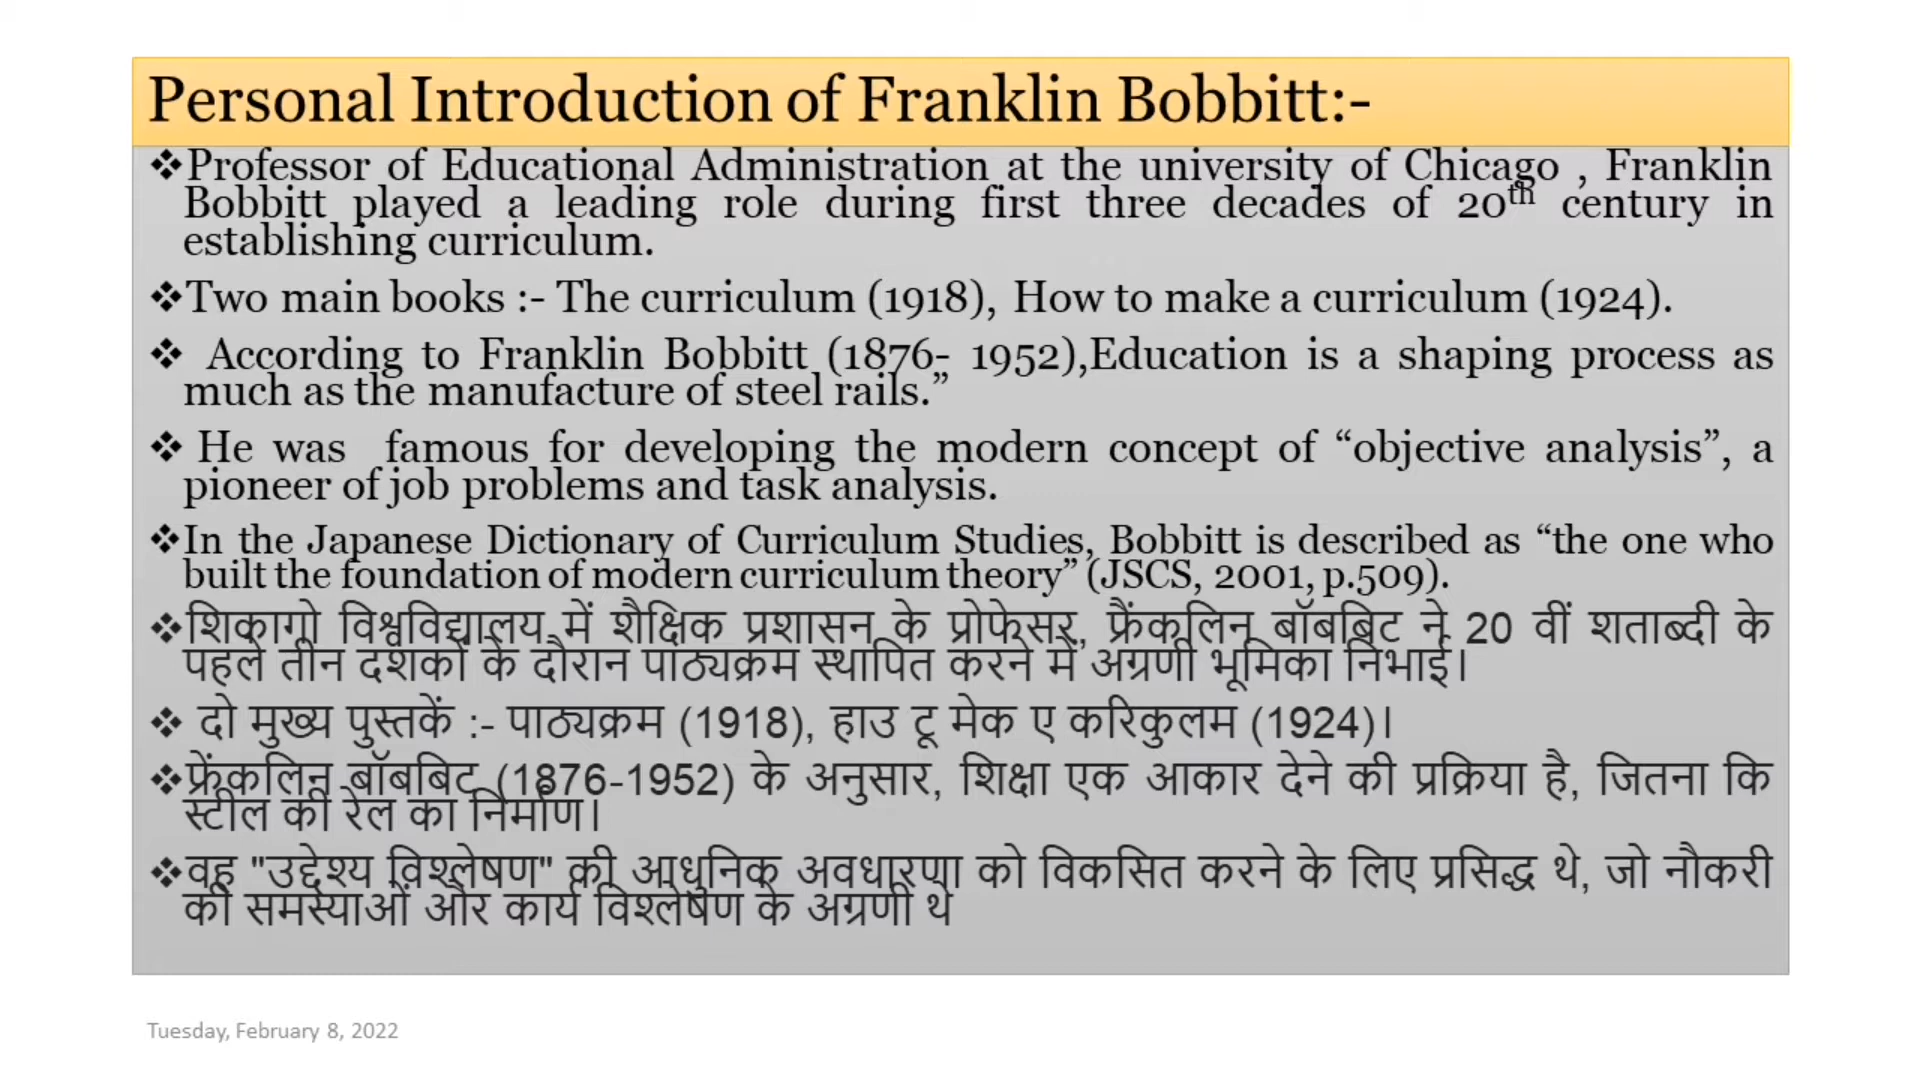 Personal Introduction of Franklin Bobbitt:-
❖Professor of Educational Administration at the university of Chicago , Franklin
Bobbitt played a leading role during first three decades of 20th century in
establishing curriculum.
❖Two main books :- The curriculum (1918), How to make a curriculum (1924).
❖ According to Franklin Bobbitt (1876- 1952),Education is a shaping process as
much as the manufacture of steel rails.”
❖ He was famous for developing the modern concept of “objective analysis”, a
pioneer of job problems and task analysis.
❖In the Japanese Dictionary of Curriculum Studies, Bobbitt is described as “the one who
built the foundation of modern curriculum theory” (JSCS, 2001, p.509).
❖शिकागो विश्वविद्यालय में शैक्षिक प्रशासन के प्रोफेसर, फ्रैंकलिन बॉबबिट ने 20 वीं शताब्दी के
पहले तीन दशकों के दौरान पाठ्यक्रम स्थापित करने में अग्रणी भूमिका निभाई।
❖ दो मुख्य पुस्तकें :- पाठ्यक्रम (1918), हाउ टू मेक ए करिकुलम (1924)।
❖फ्रेंकलिन बॉबबिट (1876-1952) के अनुसार, शिक्षा एक आकार देने की प्रक्रिया है, जितना कि
स्टील की रेल का निर्माण।
❖वह "उद्देश्य विश्लेषण" की आधुनिक अवधारणा को विकसित करने के लिए प्रसिद्ध थे, जो नौकरी
की समस्याओं और कार्य विश्लेषण के अग्रणी थे
Tuesday, February 8, 2022